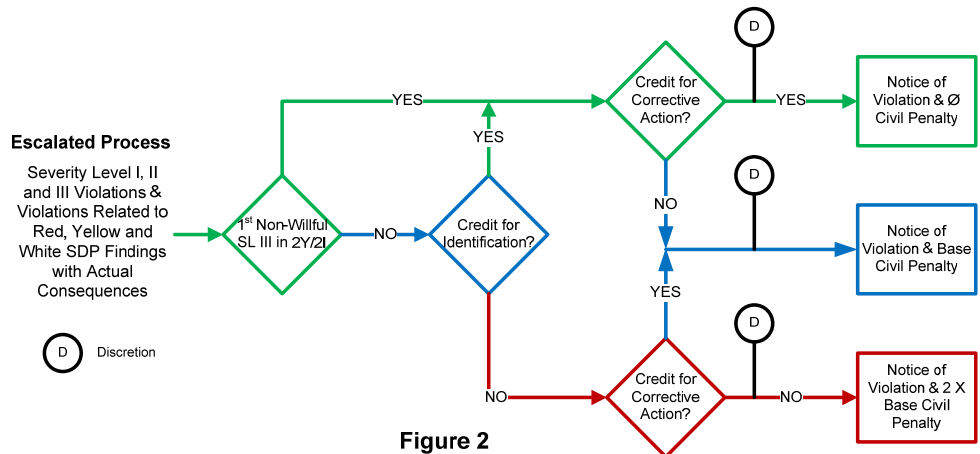 Escalated Process
Severity Level I, II
and III Violations &
Violations Related to
Red, Yellow and
White SDP Findings
with Actual
Consequences
D Discretion
1st Non-Willful
SL III in 2Y/2I
YES
NO
Credit for
Identification?
YES
NO
Credit for
Corrective
Action?
D
YES
Notice of
Violation & Ø
Civil Penalty
NO
D
Notice of
Violation & Base
Civil Penalty
YES
Credit for
Corrective
Action?
D
NO
Notice of
Violation & 2 X
Base Civil
Penalty
Figure 2